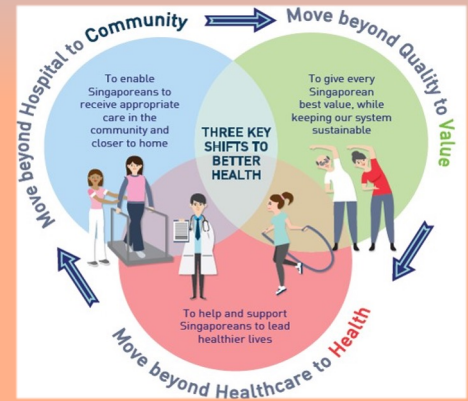 Move beyond Hospital to Community
Move beyond Quality to Value
To enable
Singaporeans to
receive appropriate
care in the
community and
closer to home
To give every
Singaporean
best value, while
keeping our system
sustainable
THREE KEY
SHIFTS TO
BETTER
HEALTH
To help and support
Singaporeans to lead
healthier lives
Move beyond Healthcare to Health